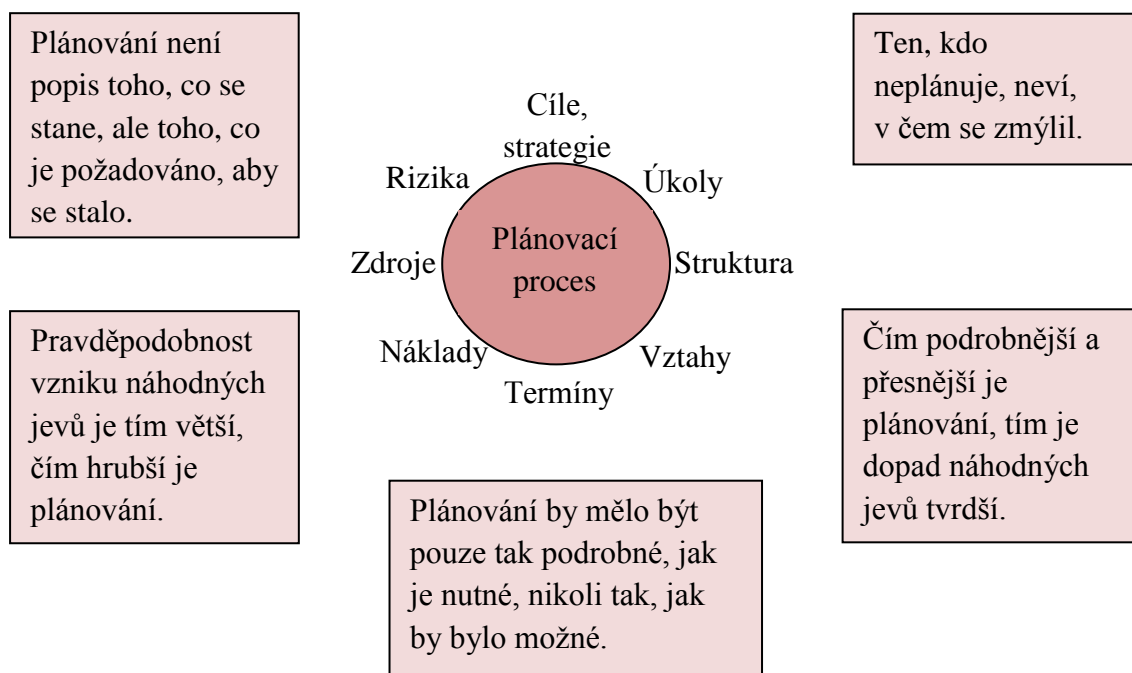 Plánování není
popis toho, co se
stane, ale toho, co
je požadováno, aby
se stalo.
Ten, kdo
neplánuje, neví,
v čem se zmýlil.
Cíle,
strategie
Rizika
Úkoly
Plánovací
proces
Zdroje
Struktura
Náklady
Vztahy
Termíny
Pravděpodobnost
vzniku náhodných
jevů je tím větší,
čím hrubší je
plánování.
Čím podrobnější a
přesnější je
plánování, tím je
dopad náhodných
jevů tvrdší.
Plánování by mělo být
pouze tak podrobné, jak
je nutné, nikoli tak, jak
by bylo možné.